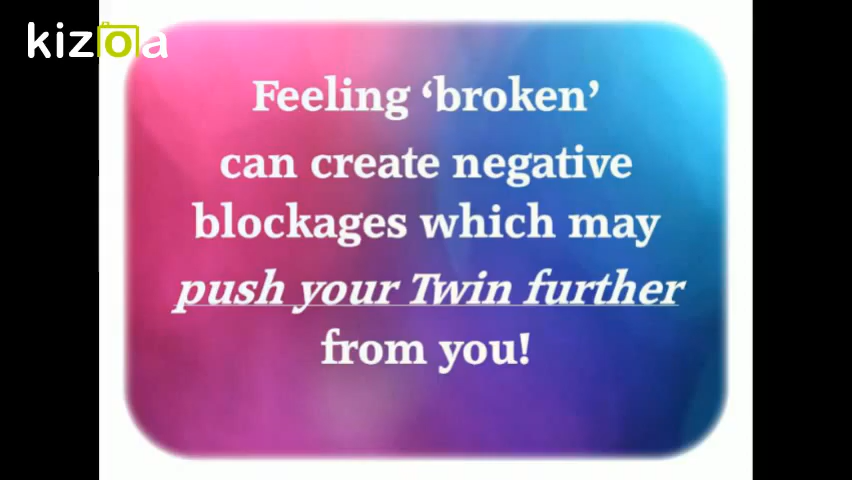 kizoa
Feeling ‘broken’
can create negative
blockages which may
push your Twin further
from you!